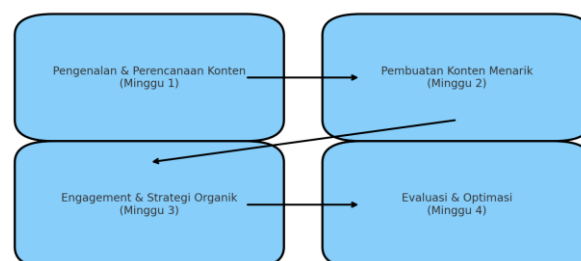 Pengenalan & Perencanaan Konten
(Minggu 1)
Pembuatan Konten Menarik
(Minggu 2)
Engagement & Strategi Organik
(Minggu 3)
Evaluasi & Optimasi
(Minggu 4)